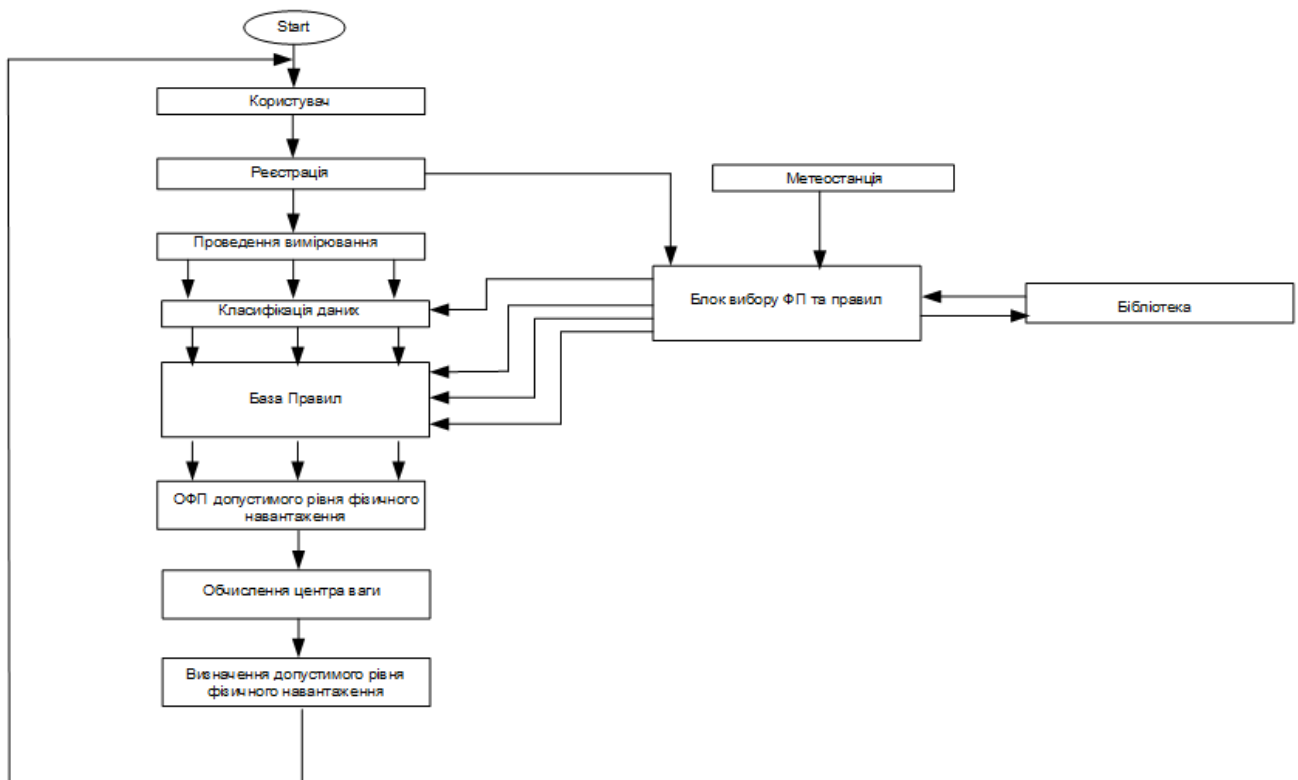 Start
Користувач
Реєстрація
Метеостанція
Проведення вимірювання
Блок вибору ФП та правил
Бібліотека
Класифікація даних
База Правил
ОФП допустимого рівня фізичного
навантаження
Обчислення центра ваги
Визначення допустимого рівня
фізичного навантаження